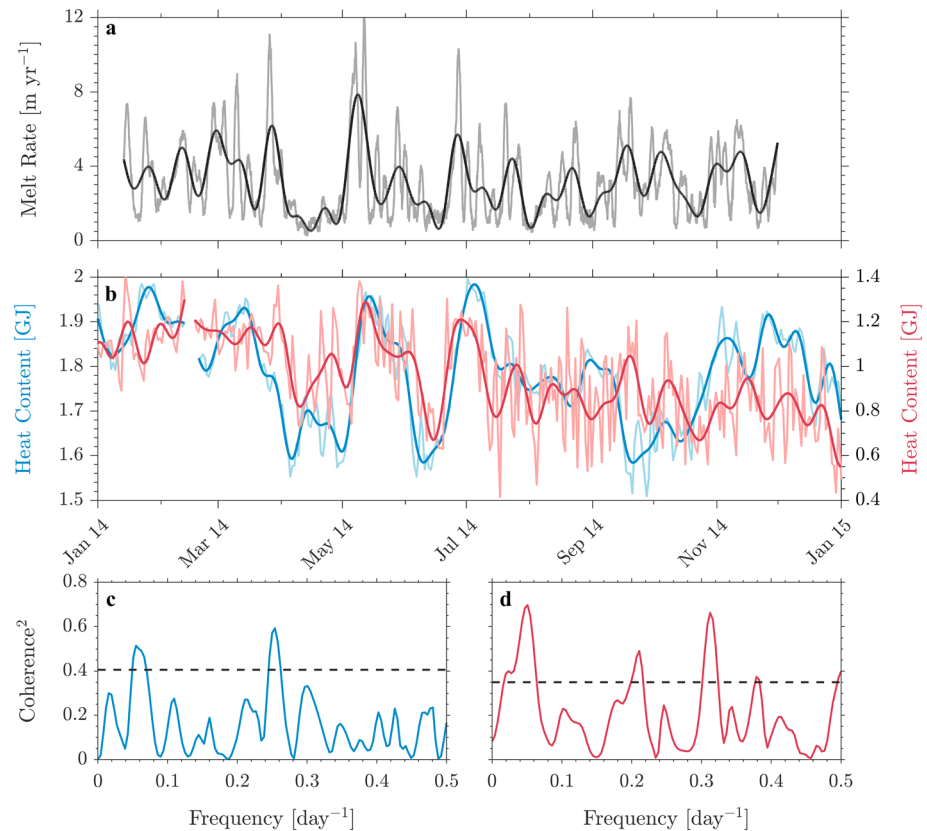 a
12
8
4
0
Melt Rate [m yr⁻¹]
b
2
1.9
1.8
1.7
1.6
1.5
Heat Content [GJ]
1.4
1.2
1
0.8
0.6
0.4
Heat Content [GJ]
Jan 14
Mar 14
May 14
Jul 14
Sep 14
Nov 14
Jan 15
c
0.8
0.6
0.4
0.2
0
Coherence²
0 0.1 0.2 0.3 0.4 0.5
Frequency [day⁻¹]
d
0 0.1 0.2 0.3 0.4 0.5
Frequency [day⁻¹]